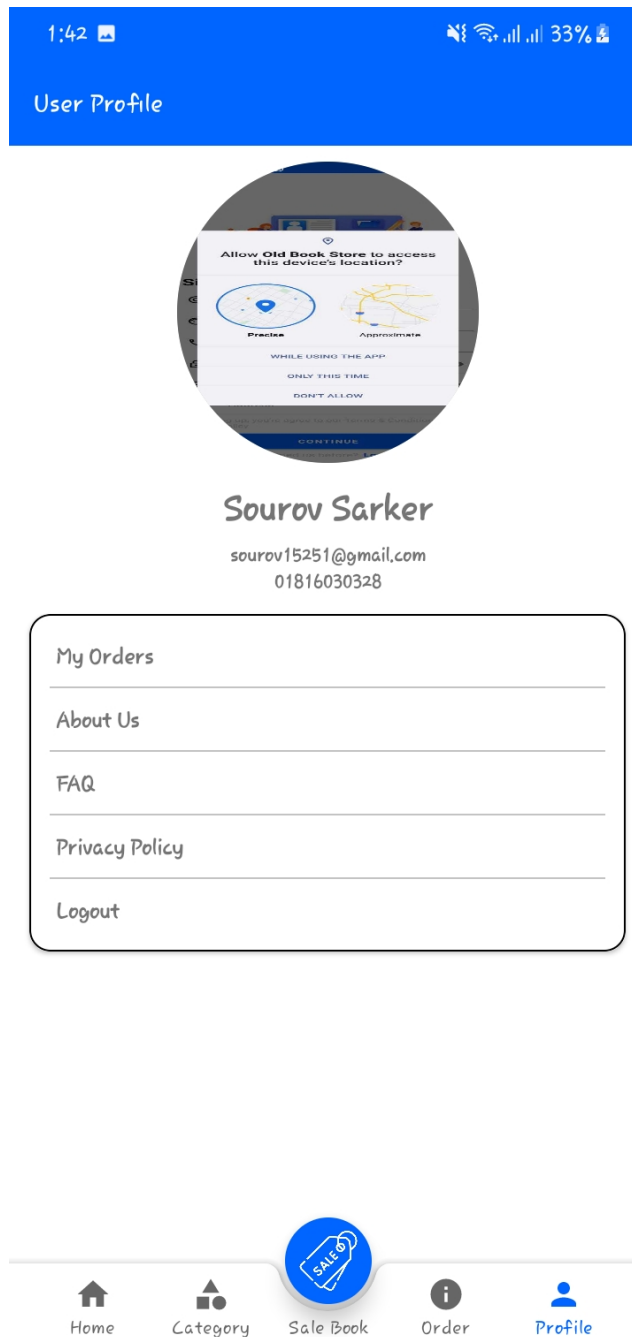 1:42 33%
User Profile
Allow Old Book Store to access
this device's location?
Precise Approximate
WHILE USING THE APP
ONLY THIS TIME
DON'T ALLOW
CONTINUE
Sourov Sarker
sourov15251@gmail.com
01816030328
My Orders
About Us
FAQ
Privacy Policy
Logout
SALE
Home Category Sale Book Order Profile